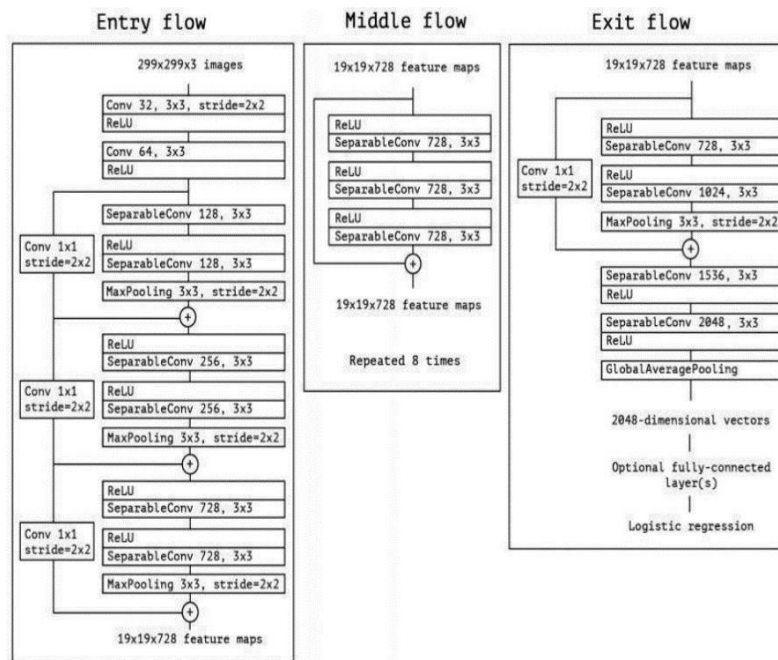 Entry flow
299x299x3 images
Conv 32, 3x3, stride=2x2
ReLU
Conv 64, 3x3
ReLU
SeparableConv 128, 3x3
Conv 1x1
stride=2x2
ReLU
SeparableConv 128, 3x3
MaxPooling 3x3, stride=2x2
+
ReLU
SeparableConv 256, 3x3
Conv 1x1
stride=2x2
ReLU
SeparableConv 256, 3x3
MaxPooling 3x3, stride=2x2
+
ReLU
SeparableConv 728, 3x3
Conv 1x1
stride=2x2
ReLU
SeparableConv 728, 3x3
MaxPooling 3x3, stride=2x2
+
19x19x728 feature maps
Middle flow
19x19x728 feature maps
ReLU
SeparableConv 728, 3x3
ReLU
SeparableConv 728, 3x3
ReLU
SeparableConv 728, 3x3
+
19x19x728 feature maps
Repeated 8 times
Exit flow
19x19x728 feature maps
ReLU
SeparableConv 728, 3x3
Conv 1x1
stride=2x2
ReLU
SeparableConv 1024, 3x3
MaxPooling 3x3, stride=2x2
+
SeparableConv 1536, 3x3
ReLU
SeparableConv 2048, 3x3
ReLU
GlobalAveragePooling
2048-dimensional vectors
Optional fully-connected
layer(s)
Logistic regression